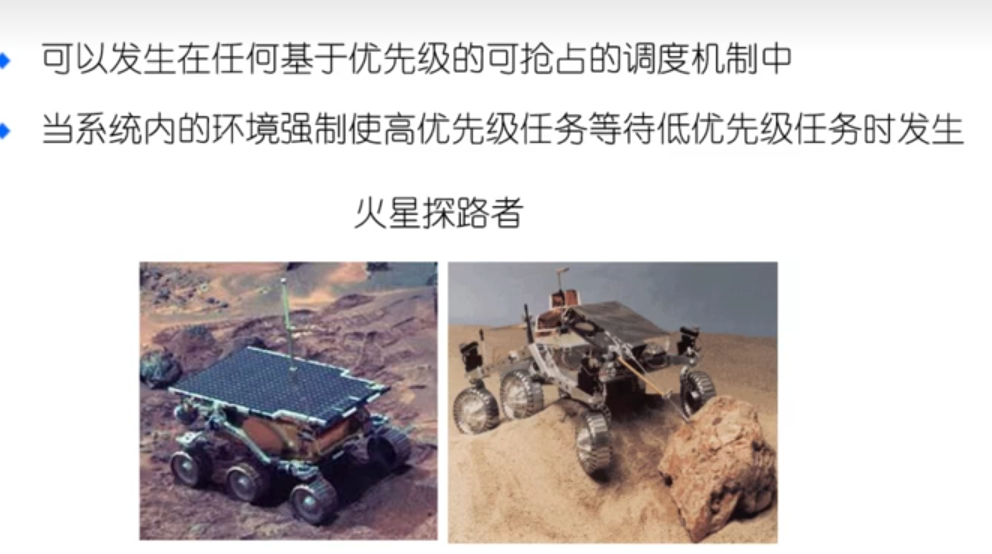 可以发生在任何基于优先级的可抢占的调度机制中
当系统内的环境强制使高优先级任务等待低优先级任务时发生
火星探路者